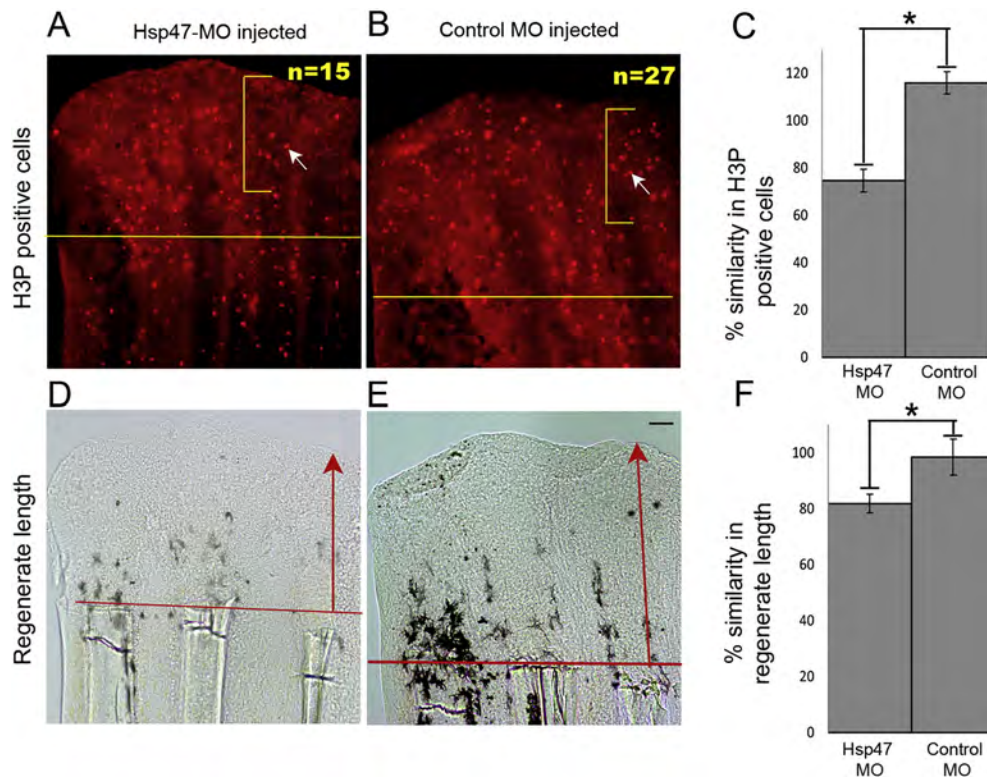 A
Hsp47-MO injected
B
Control MO injected
C
H3P positive cells
n=15
n=27
*
% similarity in H3P
positive cells
120
100
80
60
40
20
0
Hsp47
MO
Control
MO
D
E
F
Regenerate length
*
% similarity in
regenerate length
100
80
60
40
20
0
Hsp47
MO
Control
MO